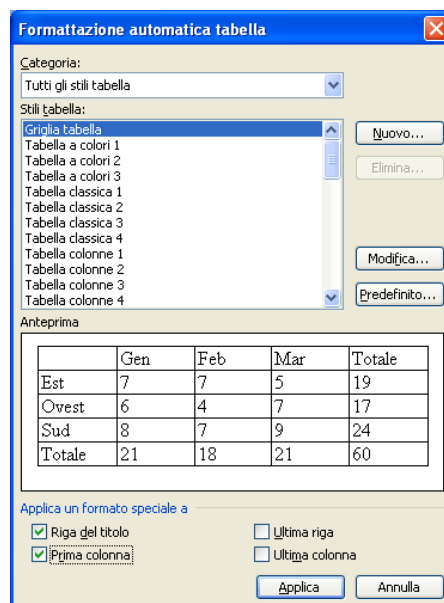 Formattazione automatica tabella
Categoria:
Tutti gli stili tabella
Stili tabella:
Griglia tabella
Tabella a colori 1
Tabella a colori 2
Tabella a colori 3
Tabella classica 1
Tabella classica 2
Tabella classica 3
Tabella classica 4
Tabella colonne 1
Tabella colonne 2
Tabella colonne 3
Tabella colonne 4
Nuovo...
Elimina...
Modifica...
Predefinito...
Anteprima
Gen Feb Mar Totale
Est 7 7 5 19
Ovest 6 4 7 17
Sud 8 7 9 24
Totale 21 18 21 60
Applica un formato speciale a
Riga del titolo Ultima riga
Prima colonna Ultima colonna
Applica Annulla